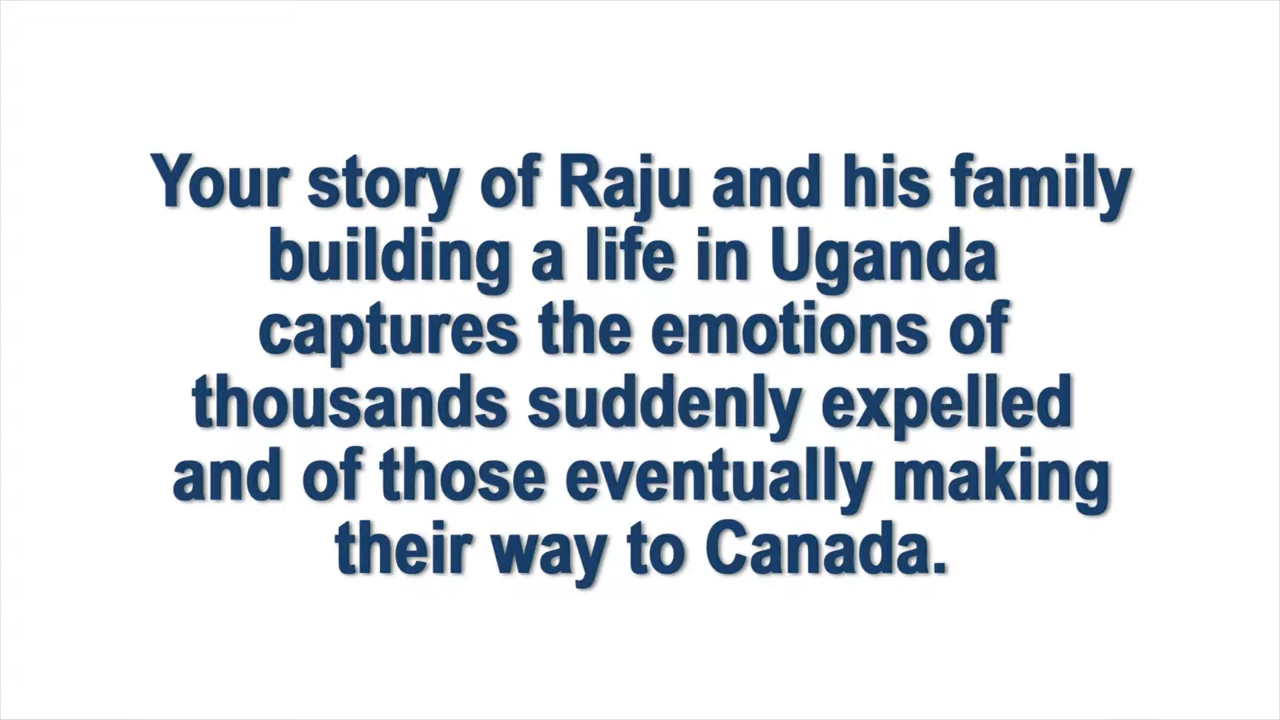 Your story of Raju and his family
building a life in Uganda
captures the emotions of
thousands suddenly expelled
and of those eventually making
their way to Canada.